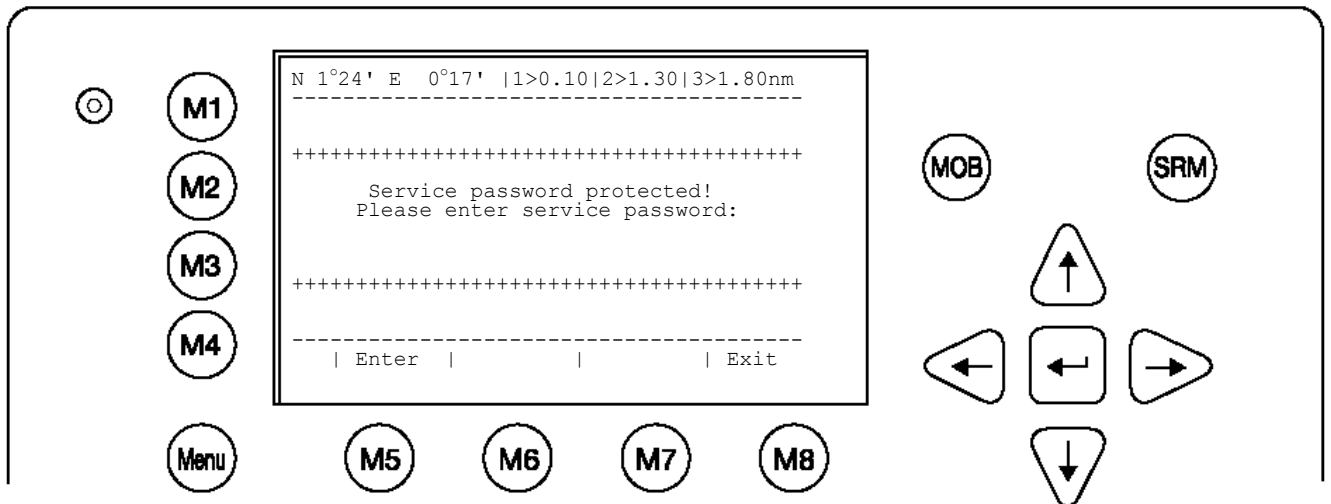 N 1°24' E 0°17' |1>0.10|2>1.30|3>1.80nm
----------------------------------------
++++++++++++++++++++++++++++++++++++++++
Service password protected!
Please enter service password:
++++++++++++++++++++++++++++++++++++++++
----------------------------------------
| Enter | | | Exit
M1
M2
M3
M4
Menu
M5 M6 M7 M8
MOB SRM